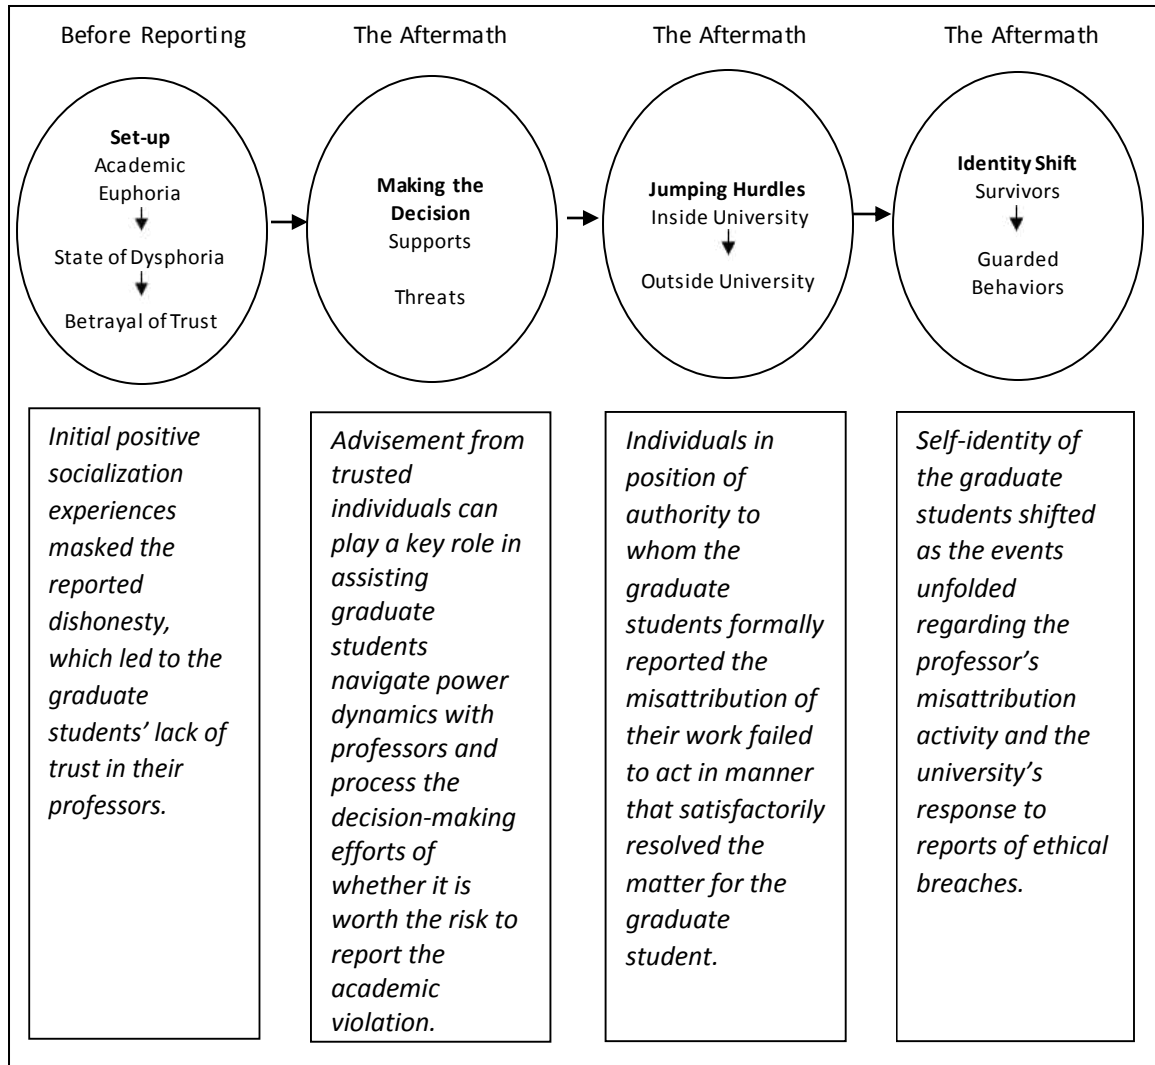 Before Reporting
The Aftermath
The Aftermath
The Aftermath
Set-up
Academic
Euphoria
State of Dysphoria
Betrayal of Trust
Making the
Decision
Supports
Threats
Jumping Hurdles
Inside University
Outside University
Identity Shift
Survivors
Guarded
Behaviors
Initial positive
socialization
experiences
masked the
reported
dishonesty,
which led to the
graduate
students’ lack of
trust in their
professors.
Advisement from
trusted
individuals can
play a key role in
assisting
graduate
students
navigate power
dynamics with
professors and
process the
decision-making
efforts of
whether it is
worth the risk to
report the
academic
violation.
Individuals in
position of
authority to
whom the
graduate
students formally
reported the
misattribution of
their work failed
to act in manner
that satisfactorily
resolved the
matter for the
graduate
student.
Self-identity of
the graduate
students shifted
as the events
unfolded
regarding the
professor’s
misattribution
activity and the
university’s
response to
reports of ethical
breaches.